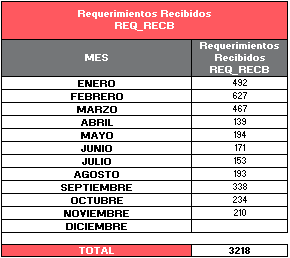 Requerimientos Recibidos
REQ_RECB
MES Requerimientos Recibidos REQ_RECB
ENERO 492
FEBRERO 627
MARZO 467
ABRIL 139
MAYO 194
JUNIO 171
JULIO 153
AGOSTO 193
SEPTIEMBRE 338
OCTUBRE 234
NOVIEMBRE 210
DICIEMBRE
TOTAL 3218